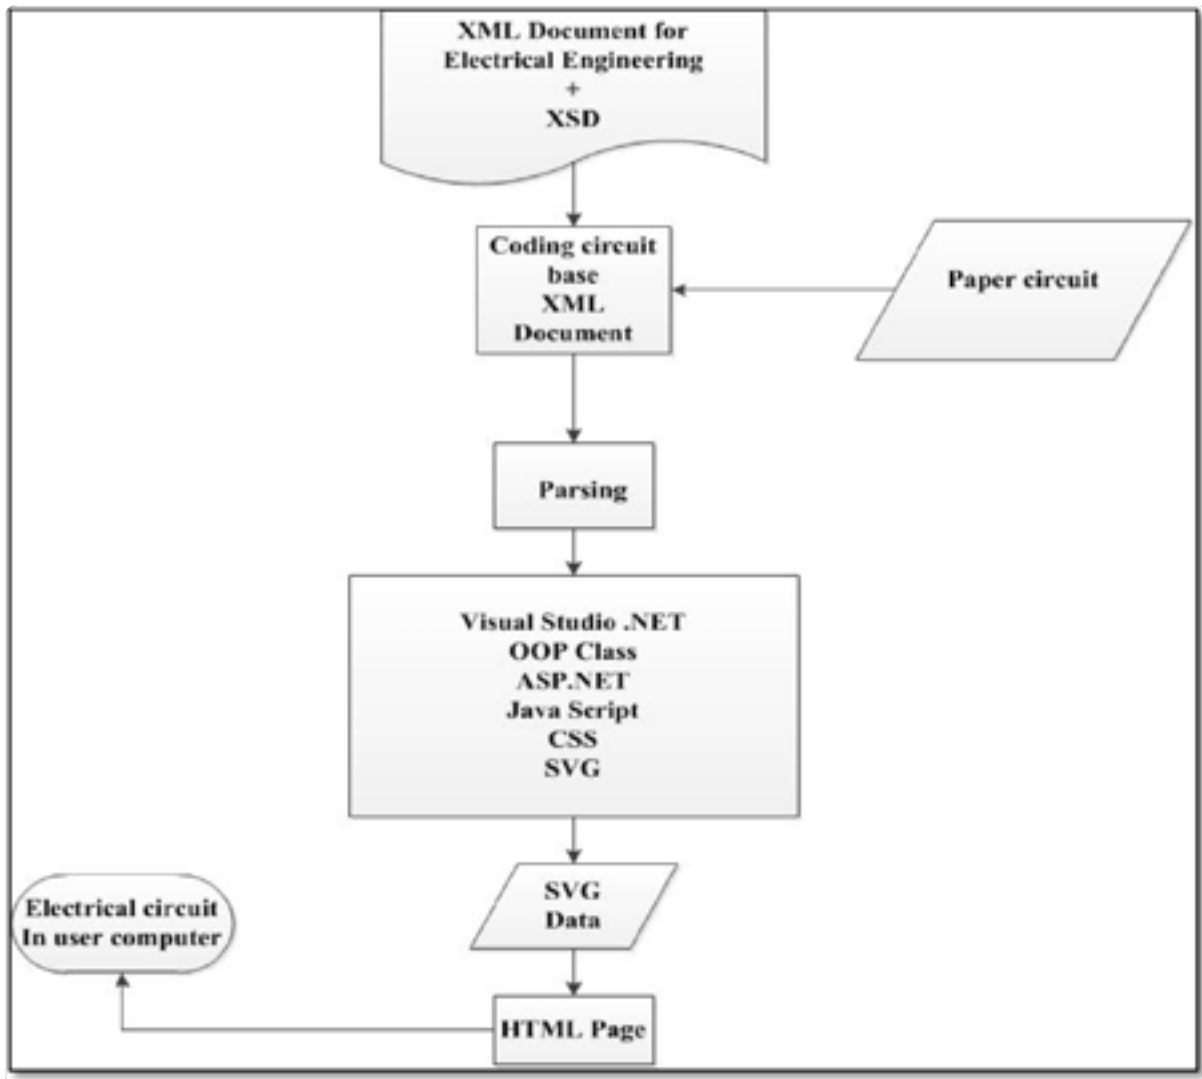 XML Document for
Electrical Engineering
+
XSD
Coding circuit
base
XML
Document
Paper circuit
Parsing
Visual Studio .NET
OOP Class
ASP.NET
Java Script
CSS
SVG
SVG
Data
Electrical circuit
In user computer
HTML Page